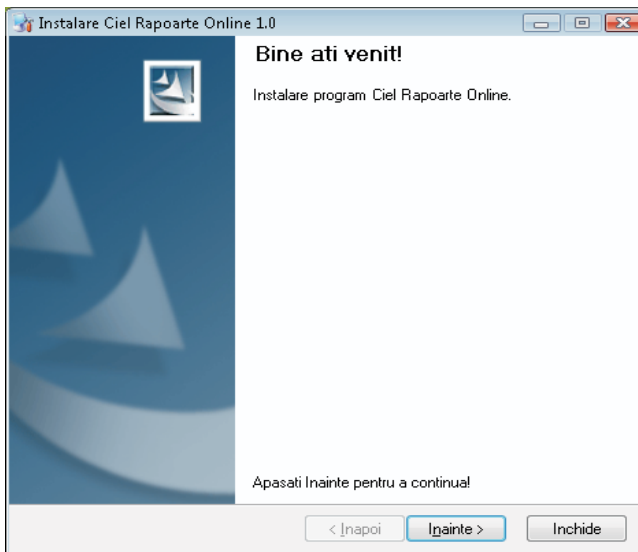 Instalare Ciel Rapoarte Online 1.0
Bine ati venit!
Instalare program Ciel Rapoarte Online.
Apasati Inainte pentru a continua!
< Inapoi
Inainte >
Inchide